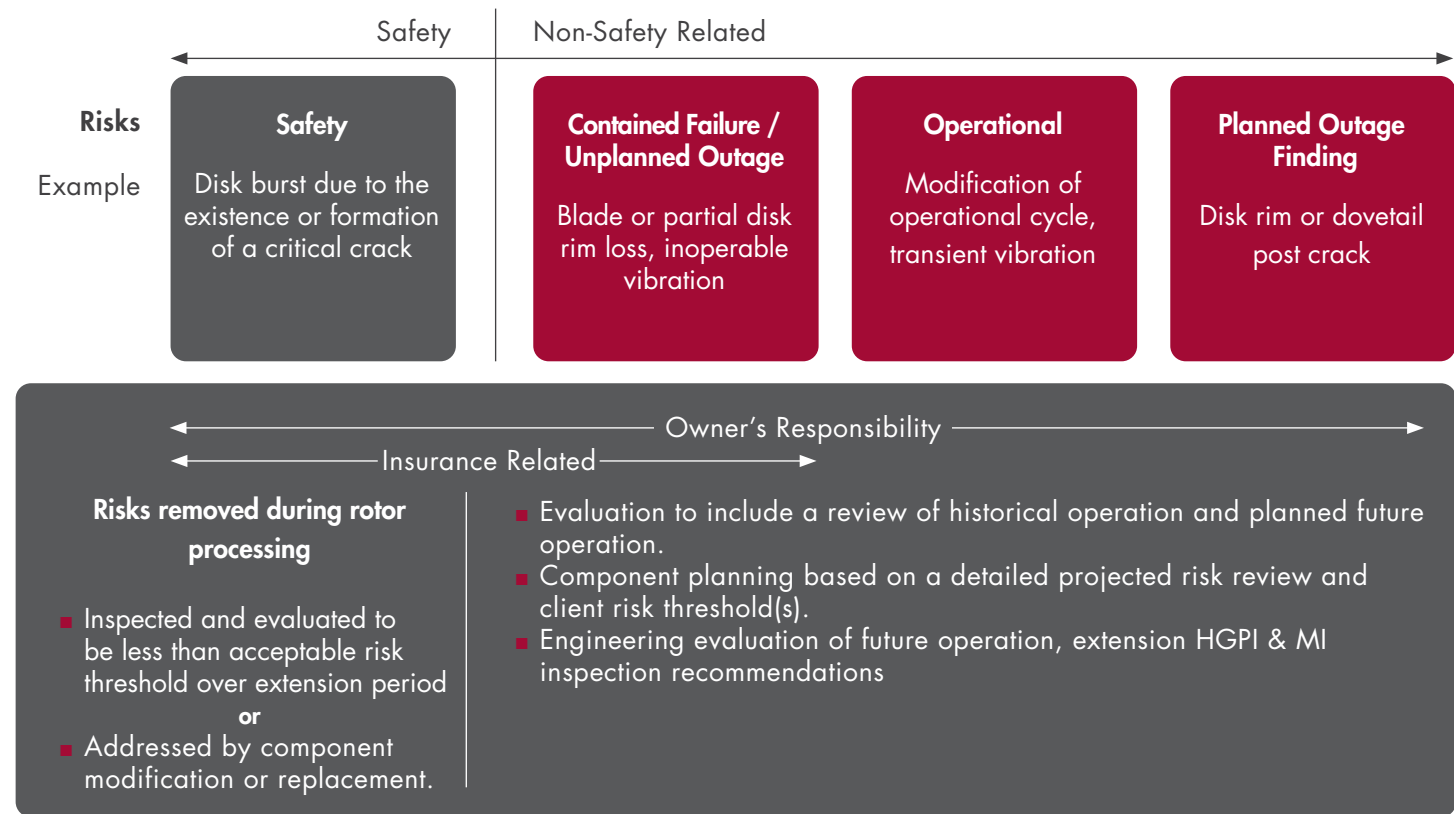 Safety
Non-Safety Related
Risks
Example
Safety
Disk burst due to the
existence or formation
of a critical crack
Contained Failure /
Unplanned Outage
Blade or partial disk
rim loss, inoperable
vibration
Operational
Modification of
operational cycle,
transient vibration
Planned Outage
Finding
Disk rim or dovetail
post crack
Owner's Responsibility
Insurance Related
Risks removed during rotor
processing
Inspected and evaluated to
be less than acceptable risk
threshold over extension period
or
Addressed by component
modification or replacement.
Evaluation to include a review of historical operation and planned future
operation.
Component planning based on a detailed projected risk review and
client risk threshold(s).
Engineering evaluation of future operation, extension HGPI & MI
inspection recommendations